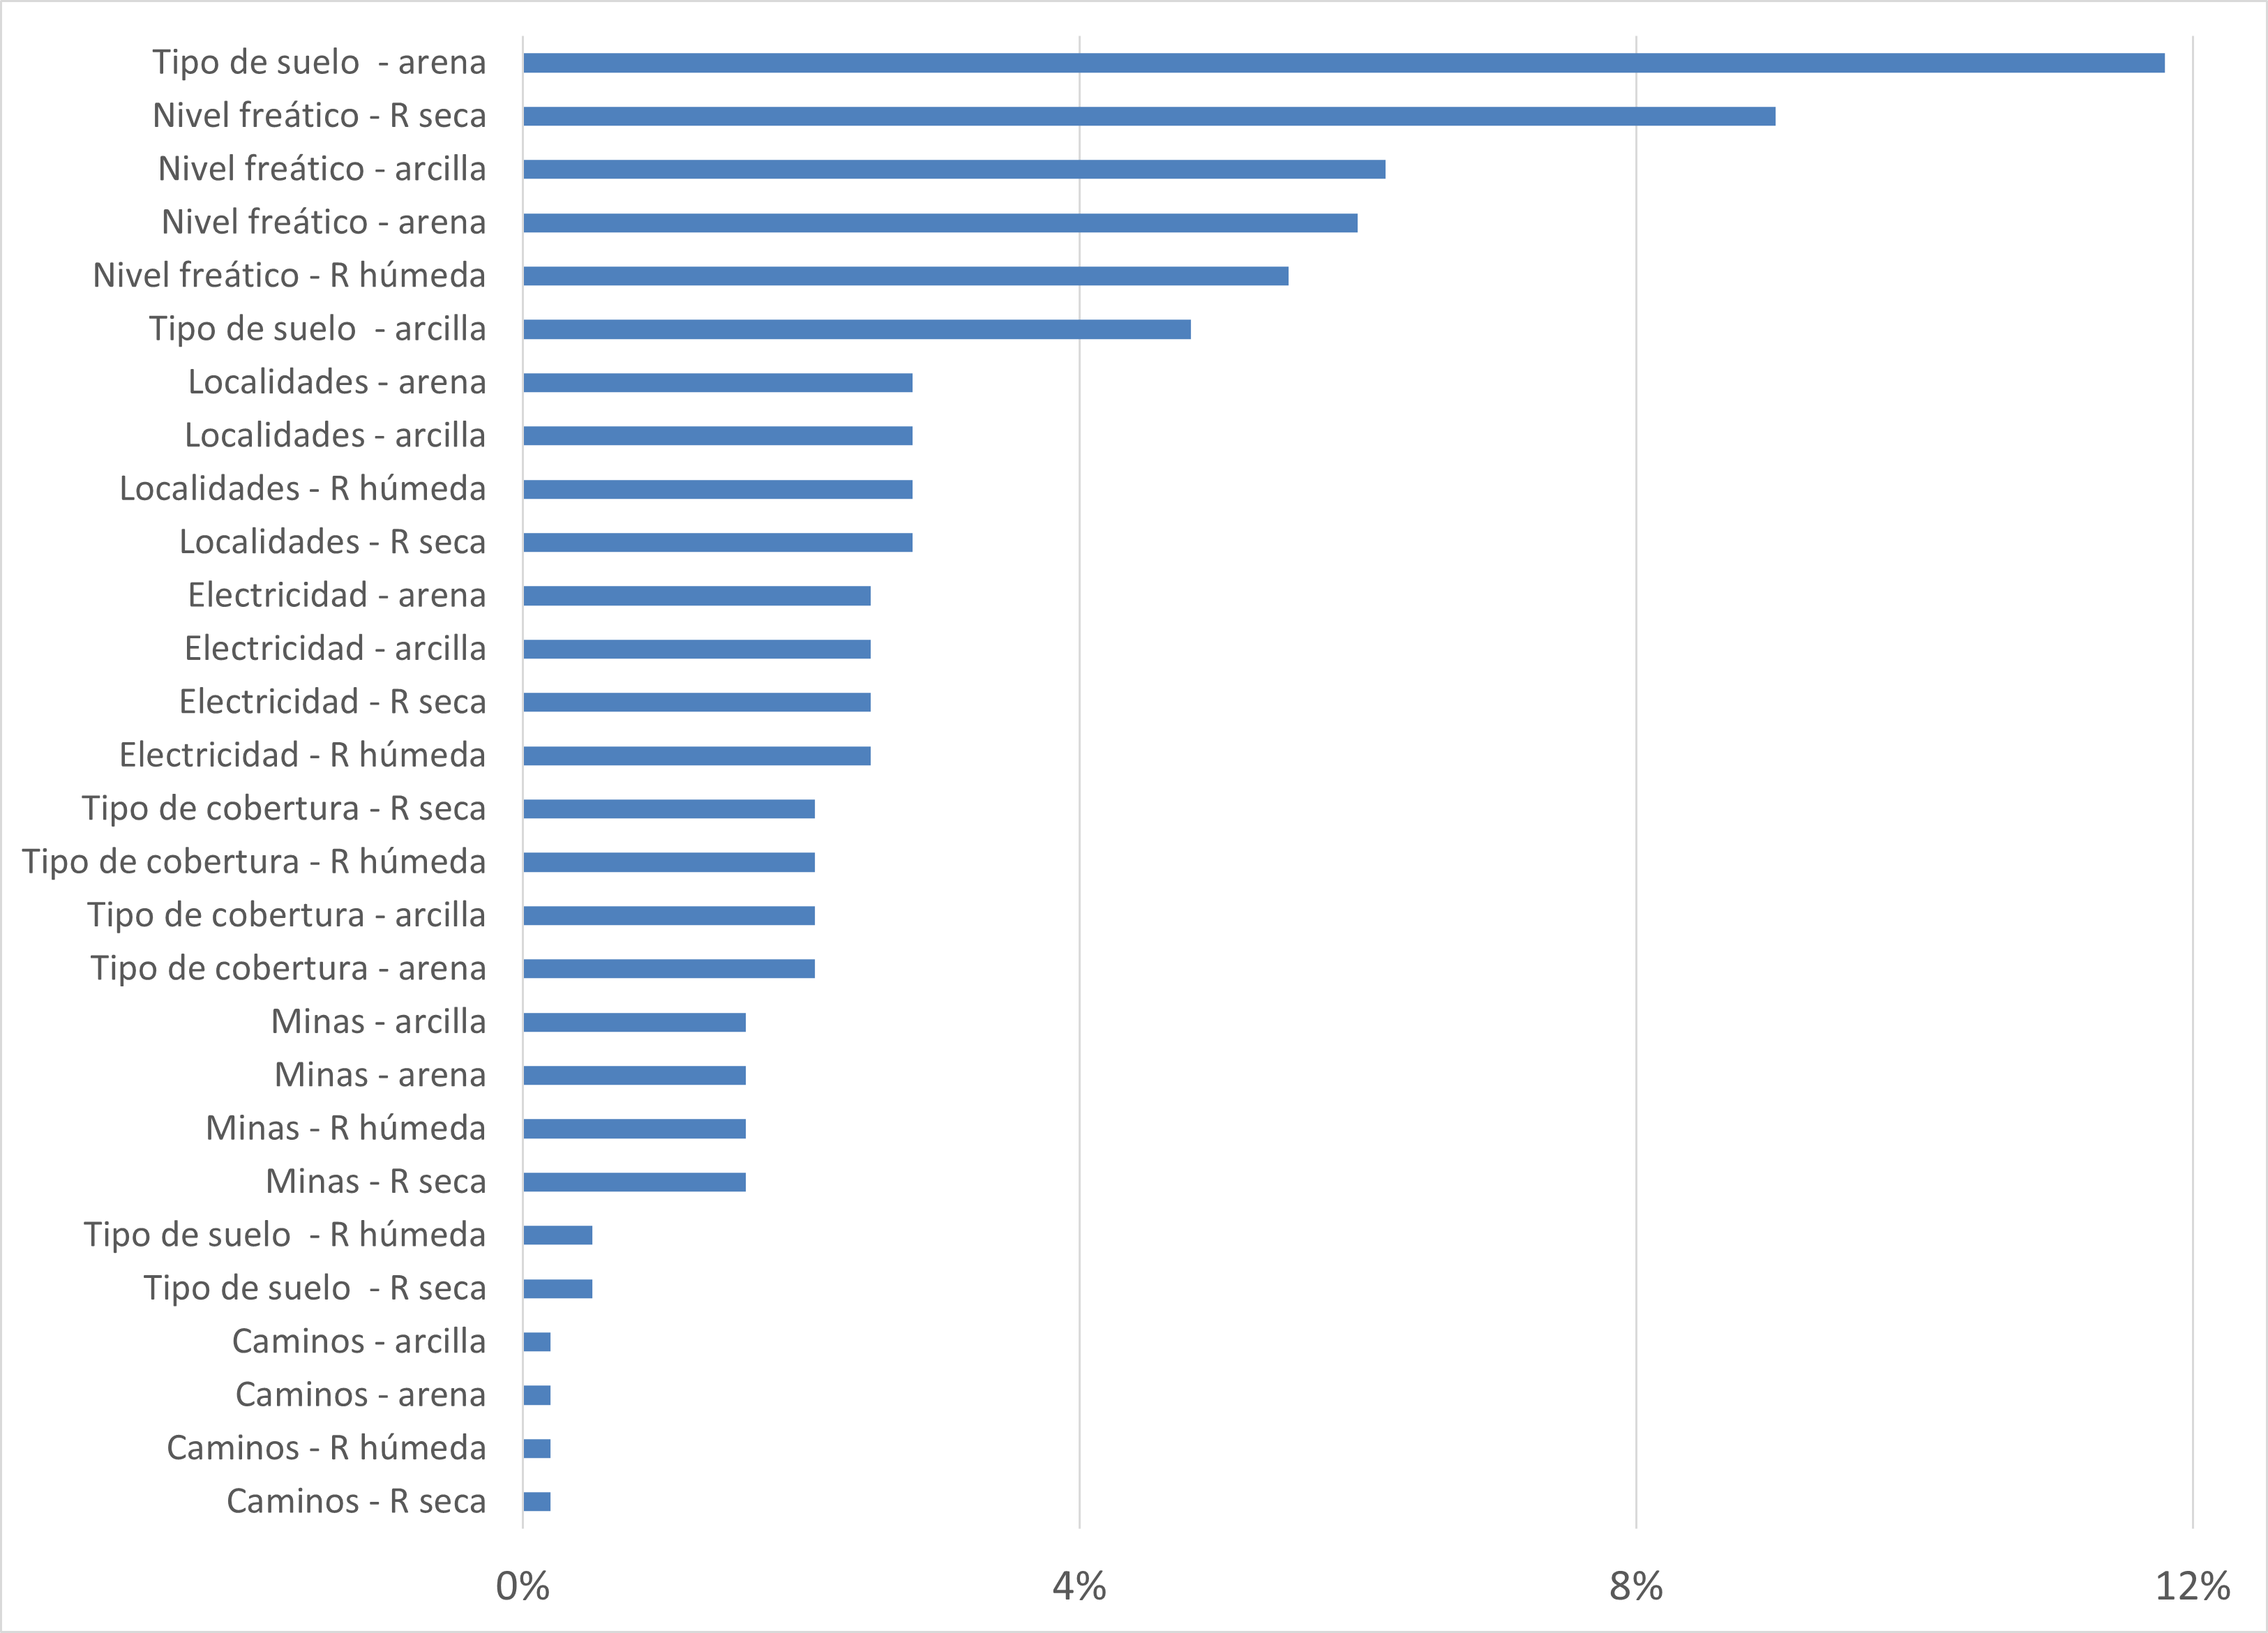 Tipo de suelo  - arena
Nivel freático - R seca
Nivel freático - arcilla
Nivel freático - arena
Nivel freático - R húmeda
Tipo de suelo  - arcilla
Localidades - arena
Localidades - arcilla
Localidades - R húmeda
Localidades - R seca
Electricidad - arena
Electricidad - arcilla
Electricidad - R seca
Electricidad - R húmeda
Tipo de cobertura - R seca
Tipo de cobertura - R húmeda
Tipo de cobertura - arcilla
Tipo de cobertura - arena
Minas - arcilla
Minas - arena
Minas - R húmeda
Minas - R seca
Tipo de suelo  - R húmeda
Tipo de suelo  - R seca
Caminos - arcilla
Caminos - arena
Caminos - R húmeda
Caminos - R seca
0% 4% 8% 12%